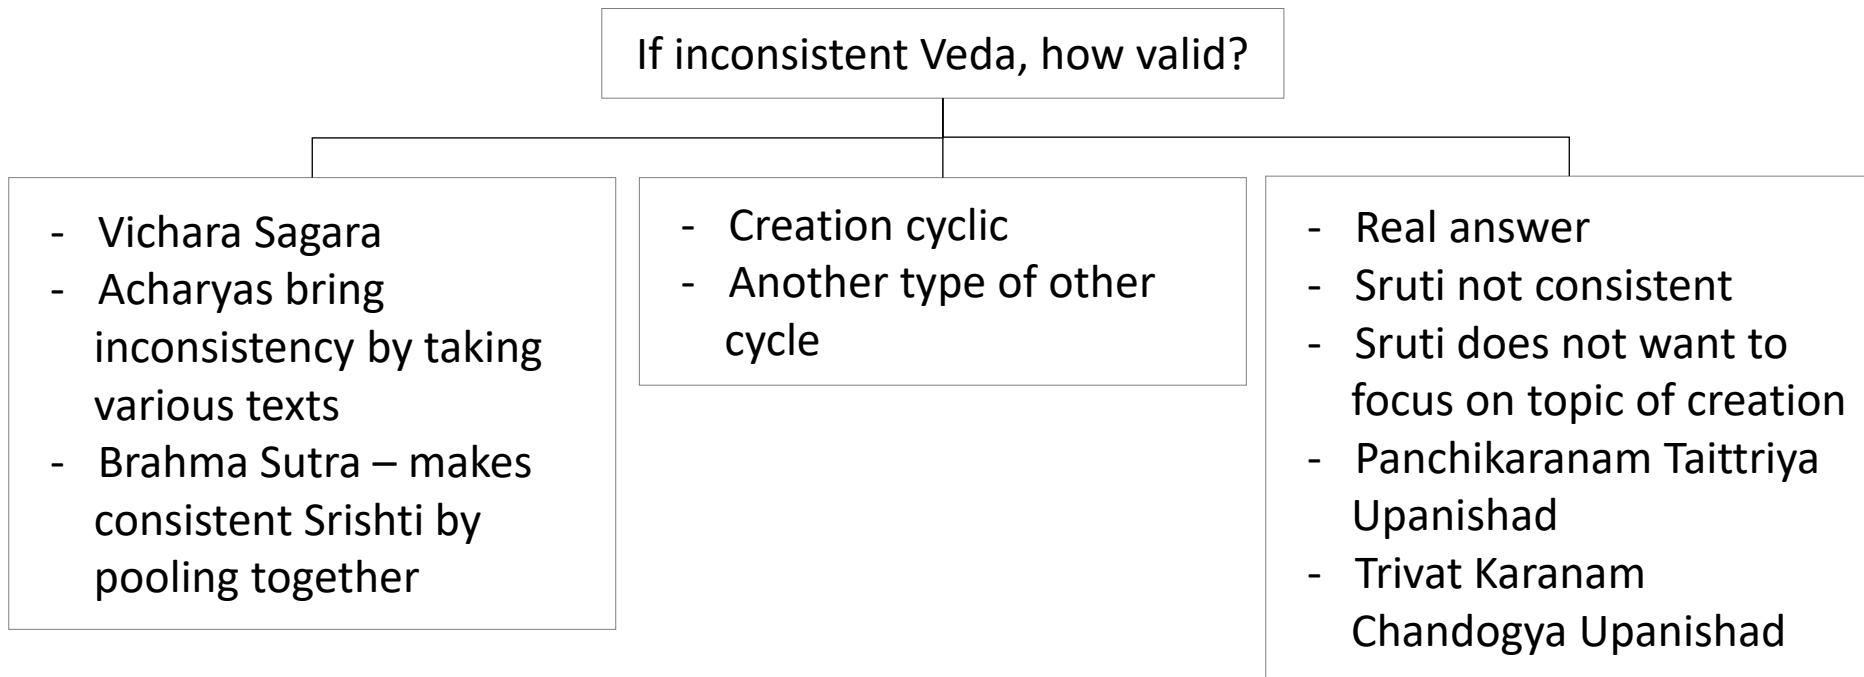 If inconsistent Veda, how valid?
- Vichara Sagara
- Acharyas bring
inconsistency by taking
various texts
- Brahma Sutra – makes
consistent Srishti by
pooling together
- Creation cyclic
- Another type of other
cycle
- Real answer
- Sruti not consistent
- Sruti does not want to
focus on topic of creation
- Panchikaranam Taittriya
Upanishad
- Trivat Karanam
Chandogya Upanishad